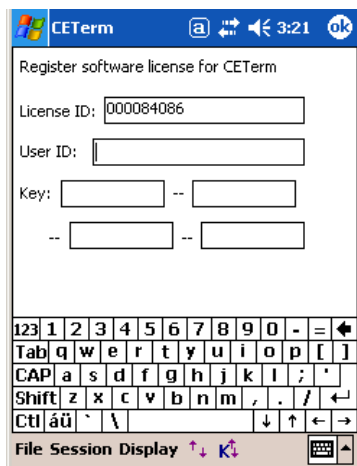 CETerm a 3:21 ok
Register software license for CETerm
License ID: 000084086
User ID:
Key: --
-- --
123 1 2 3 4 5 6 7 8 9 0 - =
Tab q w e r t y u i o p [ ]
CAP a s d f g h j k l ; '
Shift z x c v b n m , . /
Ctl áü ` \
File Session Display K